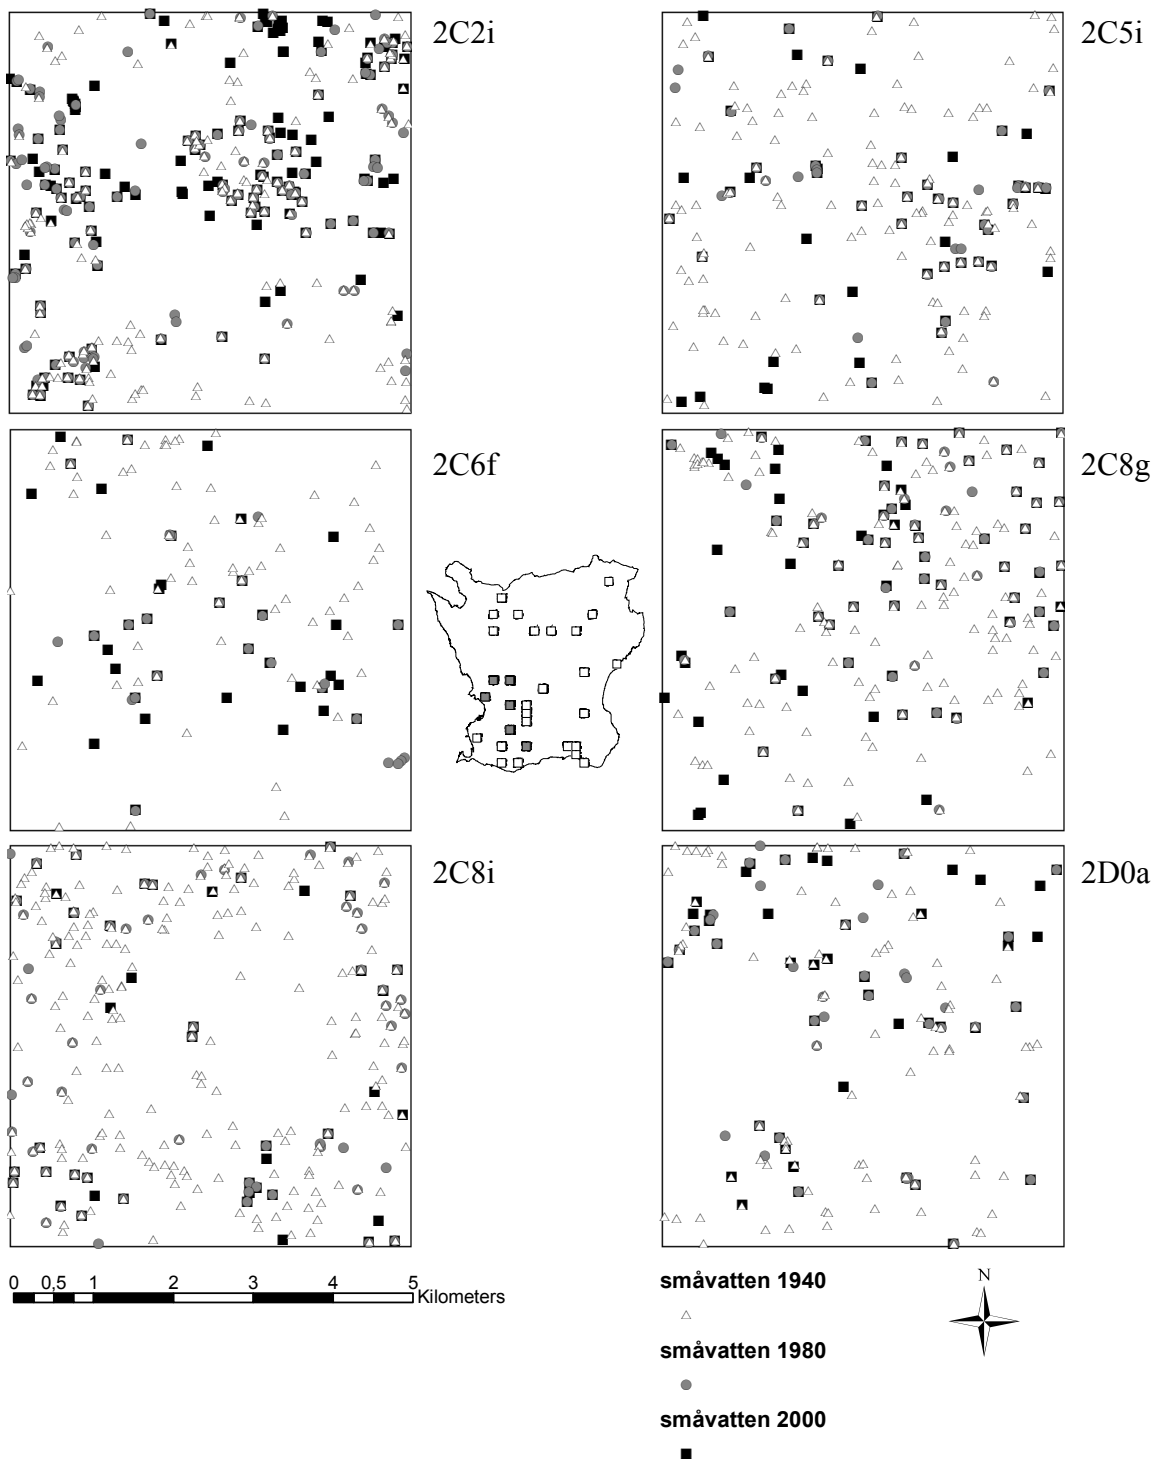 2C2i
2C5i
2C6f
2C8g
2C8i
2D0a
0 0,5 1 2 3 4 5
Kilometers
småvatten 1940
småvatten 1980
småvatten 2000
N